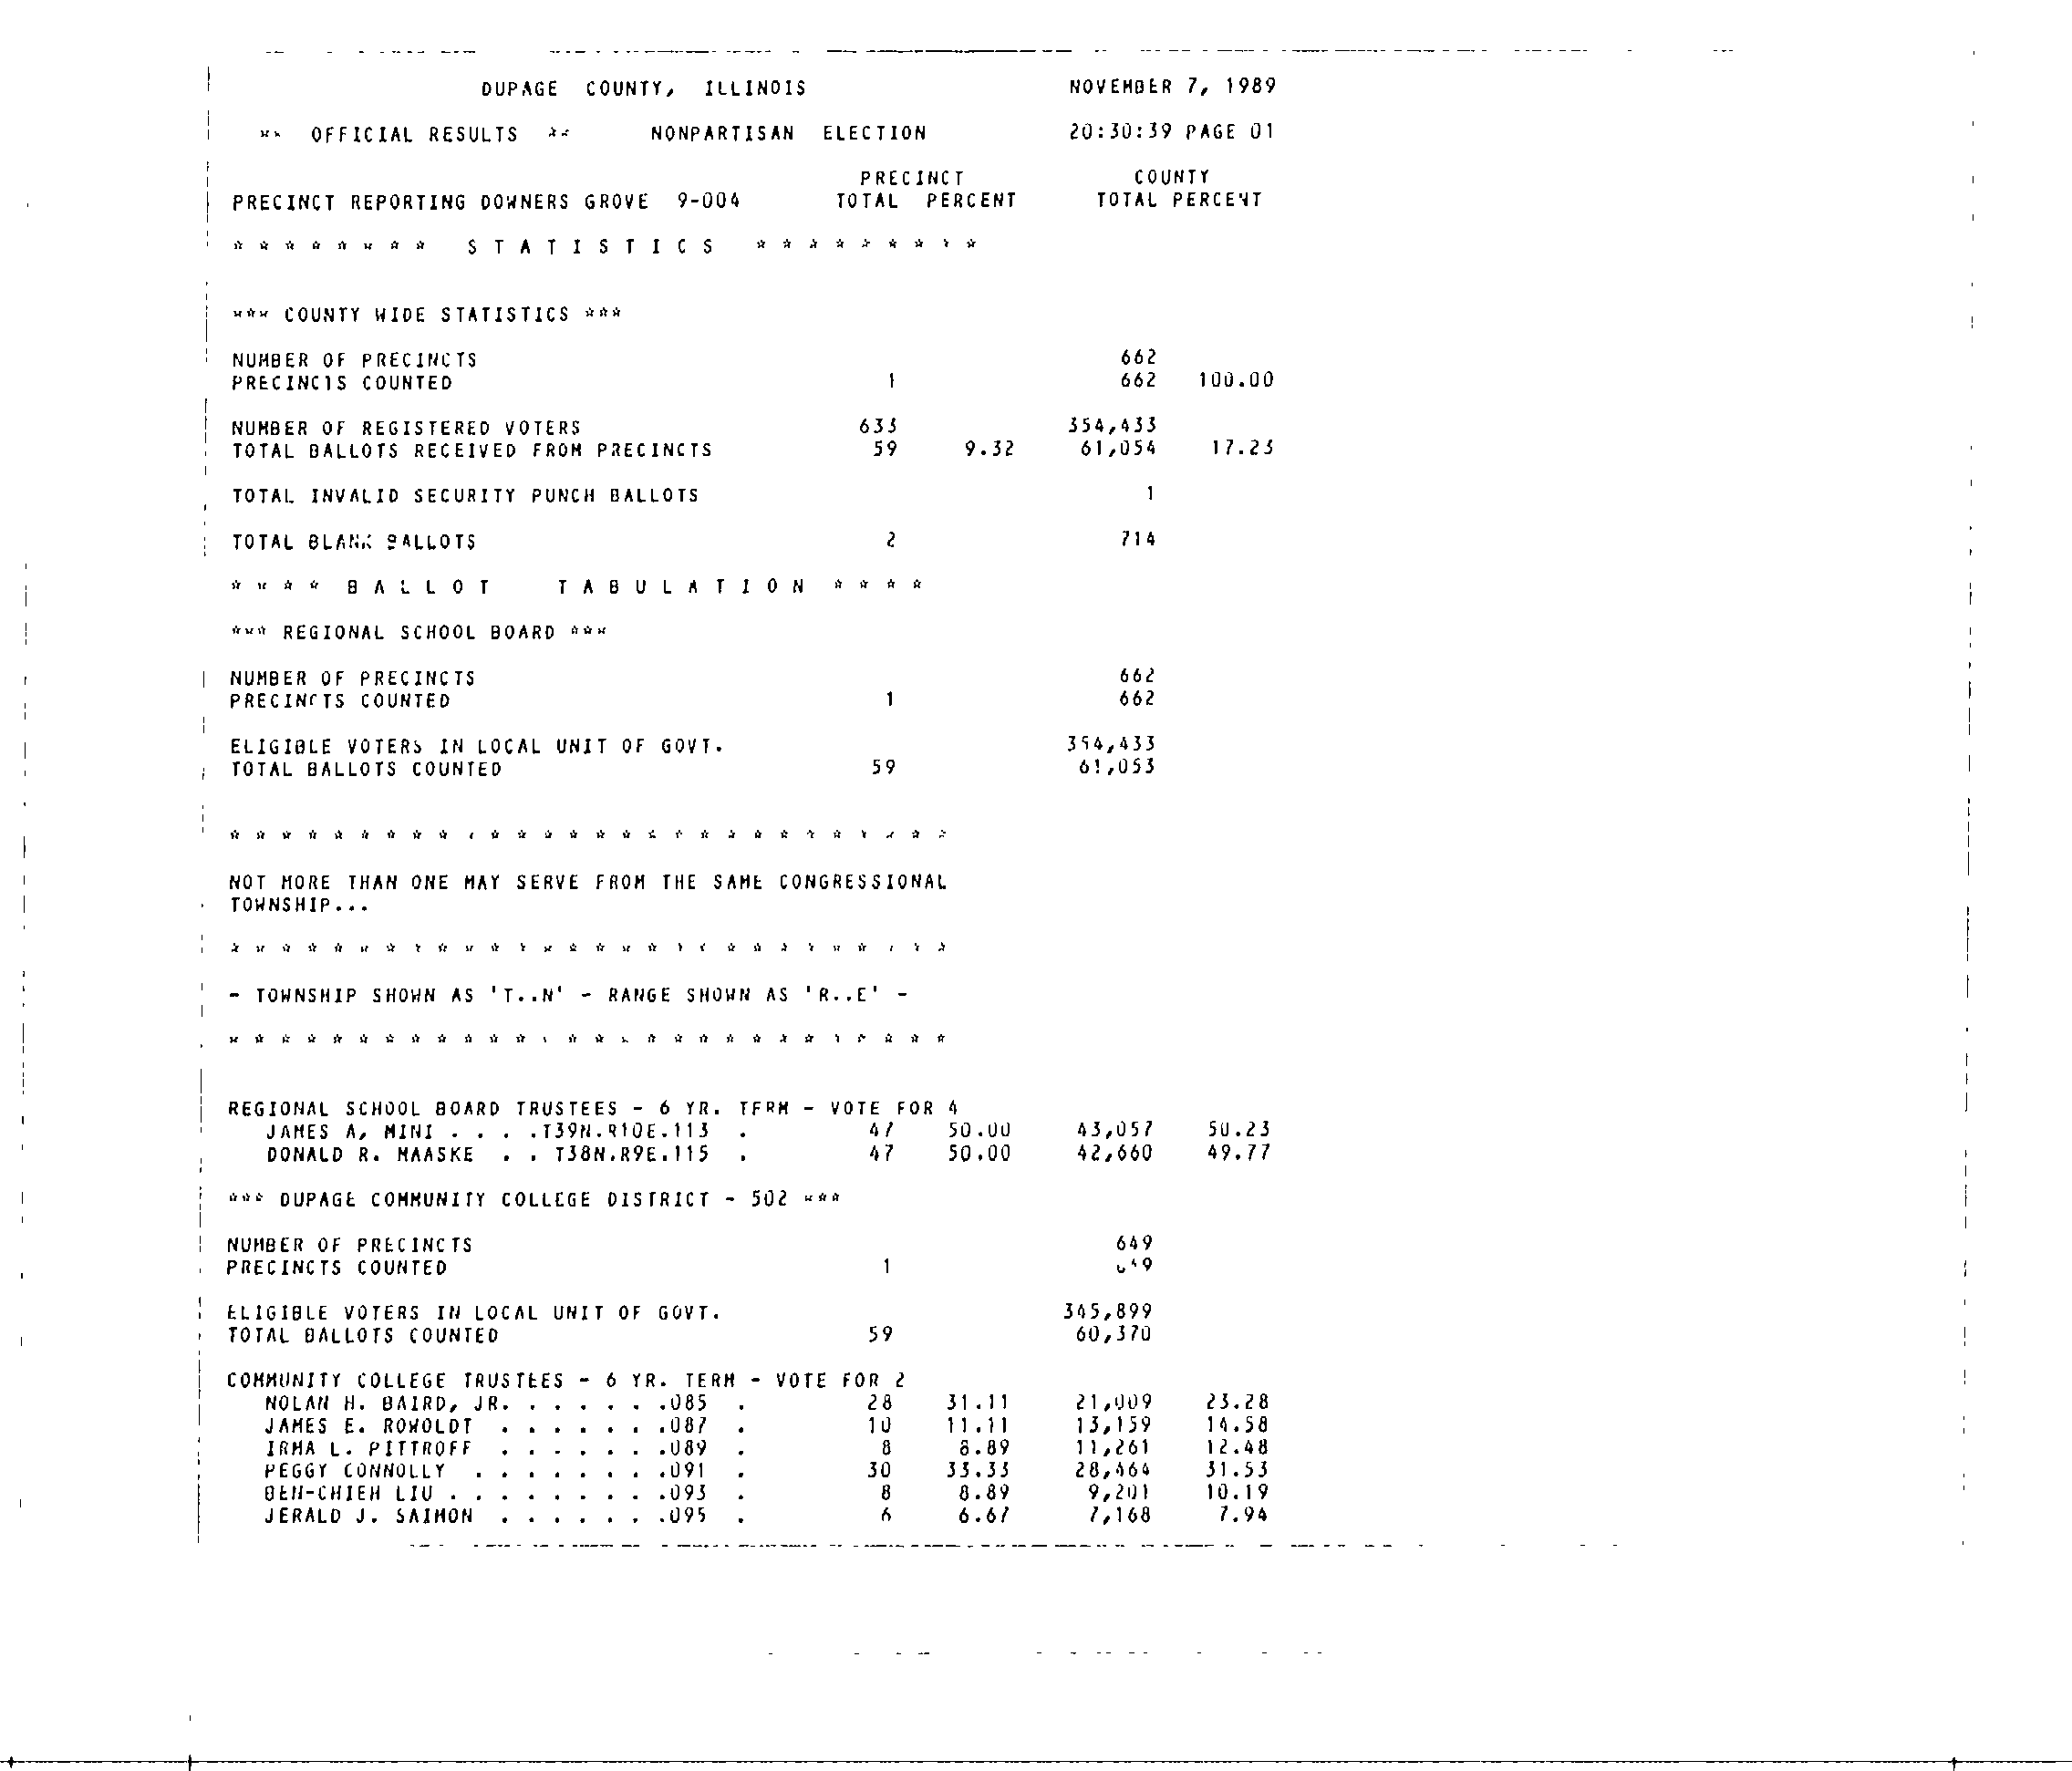 DUPAGE COUNTY, ILLINOIS NOVEMBER 7, 1989
** OFFICIAL RESULTS ** NONPARTISAN ELECTION 20:30:39 PAGE 01
PRECINCT COUNTY
PRECINCT REPORTING DOWNERS GROVE 9-004 TOTAL PERCENT TOTAL PERCENT
* * * * * * * * S T A T I S T I C S * * * * * * * * *
*** COUNTY WIDE STATISTICS ***
NUMBER OF PRECINCTS 662
PRECINCTS COUNTED 1 662 100.00
NUMBER OF REGISTERED VOTERS 633 354,433
TOTAL BALLOTS RECEIVED FROM PRECINCTS 59 9.32 61,054 17.23
TOTAL INVALID SECURITY PUNCH BALLOTS 1
TOTAL BLANK BALLOTS 2 714
* * * * B A L L O T T A B U L A T I O N * * * *
*** REGIONAL SCHOOL BOARD ***
NUMBER OF PRECINCTS 662
PRECINCTS COUNTED 1 662
ELIGIBLE VOTERS IN LOCAL UNIT OF GOVT. 354,433
TOTAL BALLOTS COUNTED 59 61,053
* * * * * * * * * * * * * * * * * * * * * * * * * * * *
NOT MORE THAN ONE MAY SERVE FROM THE SAME CONGRESSIONAL
TOWNSHIP...
* * * * * * * * * * * * * * * * * * * * * * * * * * * *
- TOWNSHIP SHOWN AS 'T..N' - RANGE SHOWN AS 'R..E' -
* * * * * * * * * * * * * * * * * * * * * * * * * * * *
REGIONAL SCHOOL BOARD TRUSTEES - 6 YR. TERM - VOTE FOR 4
JAMES A, MINI . . . .T39N.R10E.113 . 47 50.00 43,057 50.23
DONALD R. MAASKE . . T38N.R9E.115 . 47 50.00 42,660 49.77
*** DUPAGE COMMUNITY COLLEGE DISTRICT - 502 ***
NUMBER OF PRECINCTS 649
PRECINCTS COUNTED 1 649
ELIGIBLE VOTERS IN LOCAL UNIT OF GOVT. 345,899
TOTAL BALLOTS COUNTED 59 60,370
COMMUNITY COLLEGE TRUSTEES - 6 YR. TERM - VOTE FOR 2
NOLAN H. BAIRD, JR. . . . . . .085 . 28 31.11 21,009 23.28
JAMES E. ROWOLDT . . . . . . .087 . 10 11.11 13,159 14.58
IRMA L. PITTROFF . . . . . . .089 . 8 8.89 11,261 12.48
PEGGY CONNOLLY . . . . . . . .091 . 30 33.33 28,464 31.53
BEN-CHIEH LIU . . . . . . . . .093 . 8 8.89 9,201 10.19
JERALD J. SAIMON . . . . . . .095 . 6 6.67 7,168 7.94